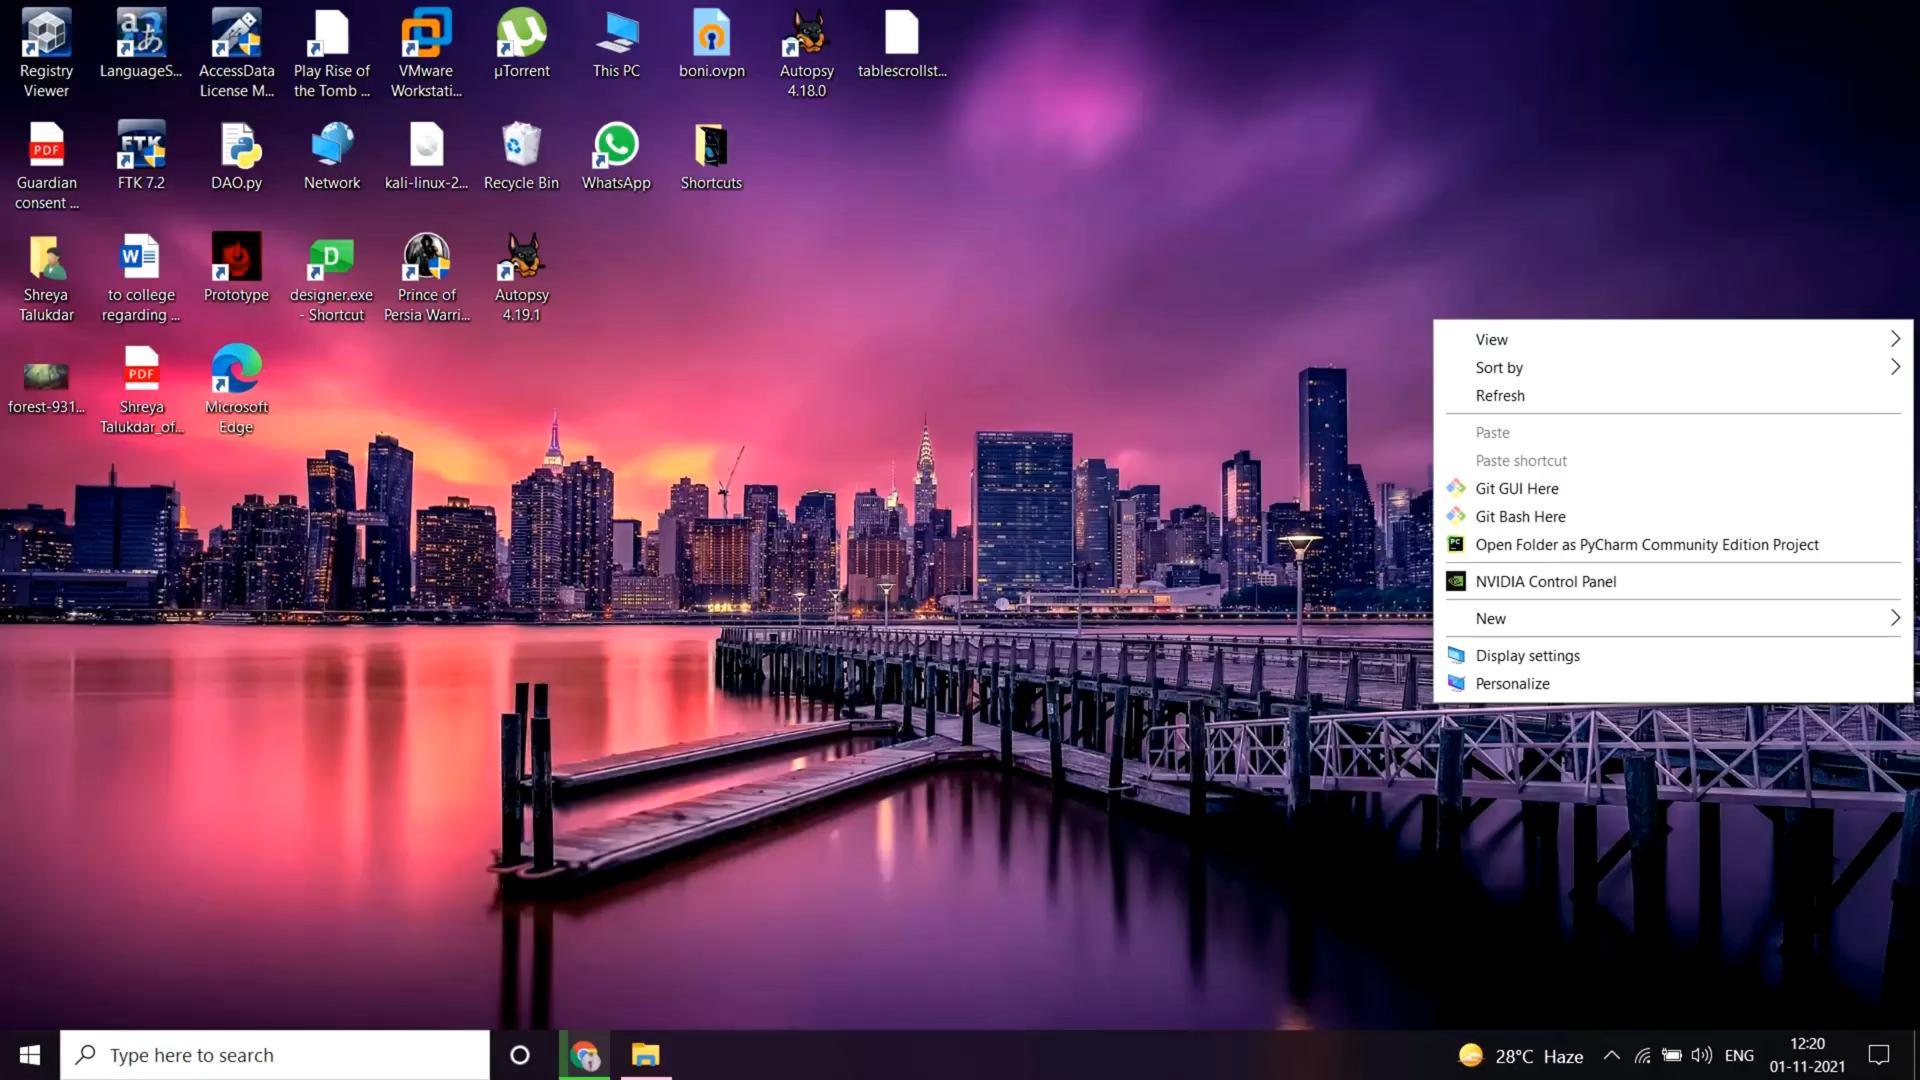 Registry
Viewer
LanguageS...
AccessData
License M...
Play Rise of
the Tomb ...
VMware
Workstati...
µTorrent
This PC
boni.ovpn
Autopsy
4.18.0
tablescrollst...
PDF
Guardian
consent ...
FTK
FTK 7.2
DAO.py
Network
kali-linux-2...
Recycle Bin
WhatsApp
Shortcuts
Shreya
Talukdar
W
to college
regarding ...
Prototype
D
designer.exe
- Shortcut
Prince of
Persia Warri...
Autopsy
4.19.1
forest-931...
PDF
Shreya
Talukdar_of...
Microsoft
Edge
View
Sort by
Refresh
Paste
Paste shortcut
Git GUI Here
Git Bash Here
PC
Open Folder as PyCharm Community Edition Project
NVIDIA Control Panel
New
Display settings
Personalize
Type here to search
28°C Haze
ENG
12:20
01-11-2021